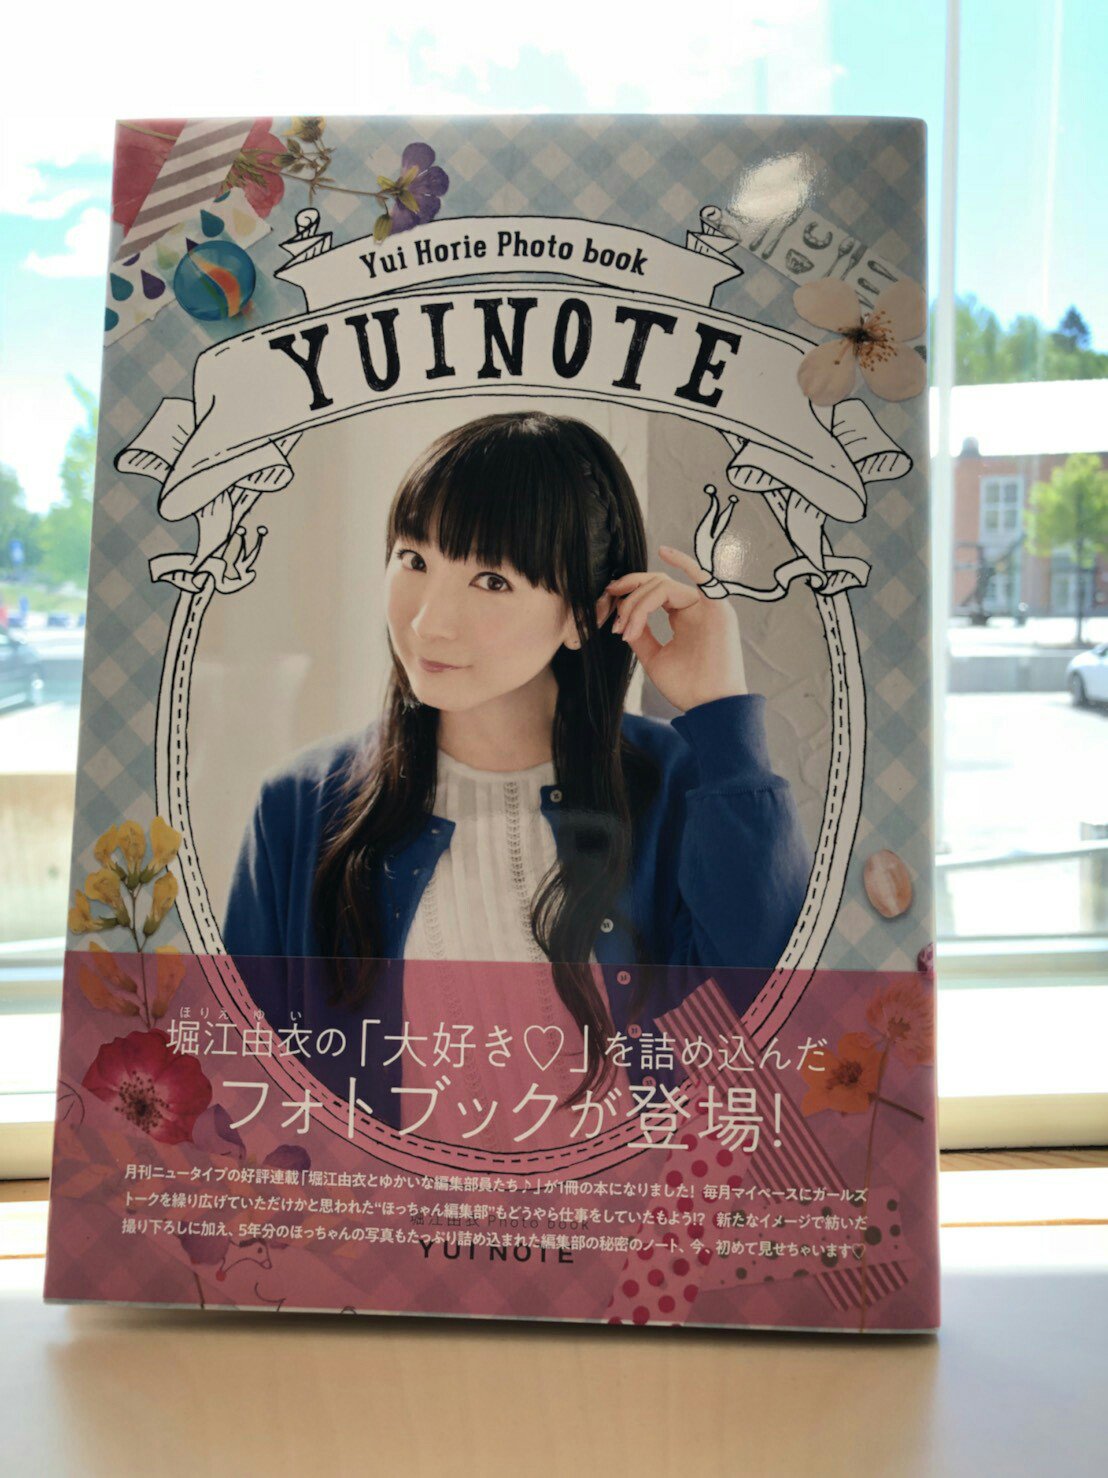 Yui Horie Photo book
YUINOTE
ほりえ ゆい
堀江由衣の「大好き♡」を詰め込んだ
フォトブックが登場!
月刊ニュータイプの好評連載「堀江由衣とゆかいな編集部員たち♪」が1冊の本になりました! 毎月マイペースにガールズ
トークを繰り広げていただけかと思われた“ほっちゃん編集部”もどうやら仕事をしていたもよう!? 新たなイメージで紡いだ
撮り下ろしに加え、5年分のほっちゃんの写真もたっぷり詰め込まれた編集部の秘密のノート、今、初めて見せちゃいます♡
堀江由衣 Photo book
YUI NOTE